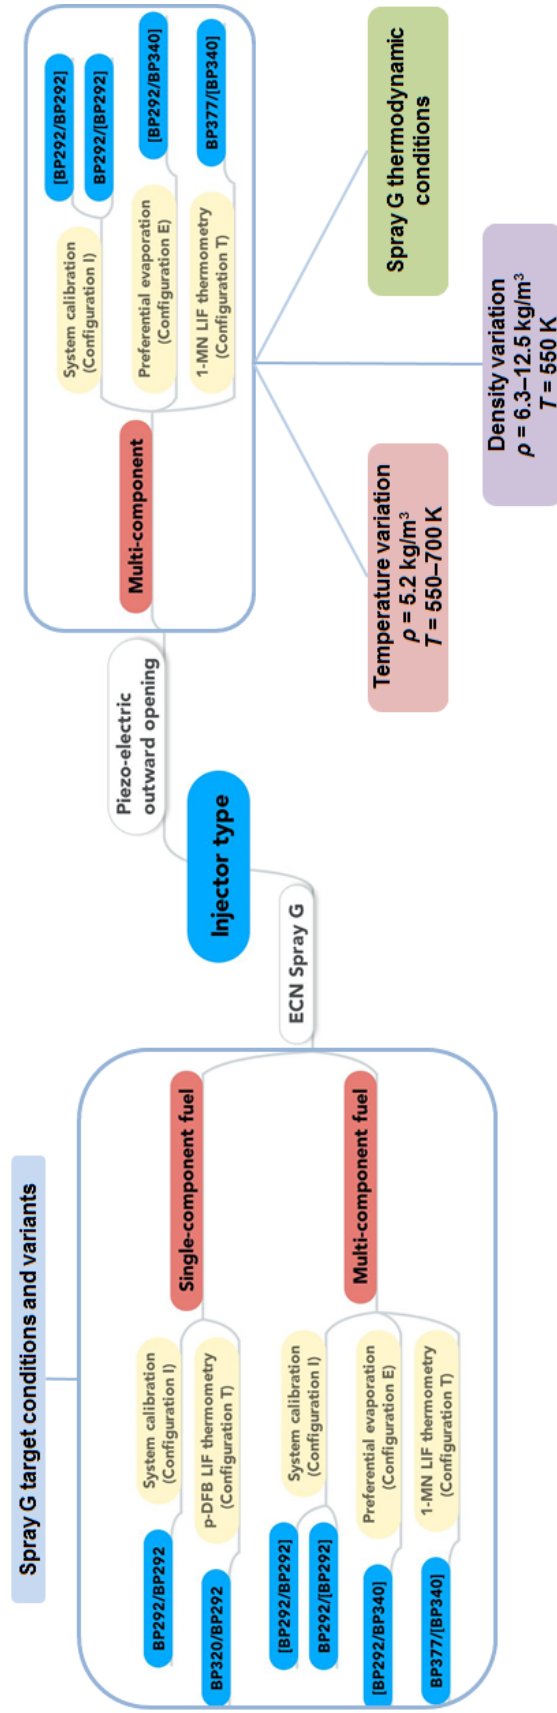 Spray G target conditions and variants
BP292/BP292
System calibration
(Configuration I)
BP320/BP292
p-DFB LIF thermometry
(Configuration T)
Single-component fuel
[BP292/BP292]
BP292/[BP292]
System calibration
(Configuration I)
[BP292/BP340]
Preferential evaporation
(Configuration E)
BP377/[BP340]
1-MN LIF thermometry
(Configuration T)
Multi-component fuel
ECN Spray G
Injector type
Piezo-electric
outward opening
Multi-component
System calibration
(Configuration I)
[BP292/BP292]
BP292/[BP292]
Preferential evaporation
(Configuration E)
[BP292/BP340]
1-MN LIF thermometry
(Configuration T)
BP377/[BP340]
Temperature variation
ρ = 5.2 kg/m³
T = 550–700 K
Density variation
ρ = 6.3–12.5 kg/m³
T = 550 K
Spray G thermodynamic
conditions